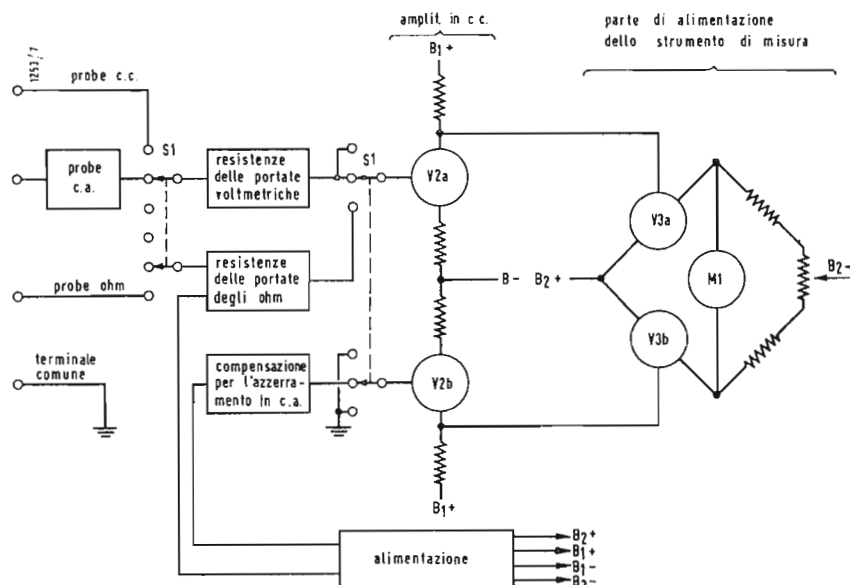 amplit. in c c.
B1+
parte di alimentazione
dello strumento di misura
1253/7
probe c.c.
S1
probe
c.a.
resistenze
delle portate
voltmetriche
S1
V2a
V3a
resistenze
delle portate
degli ohm
B-
B2+
M1
B2-
probe ohm
V3b
terminale
comune
compensazione
per l'azzerra-
mento in c.a.
V2b
B1+
alimentazione
B2+
B1+
B1-
B2-